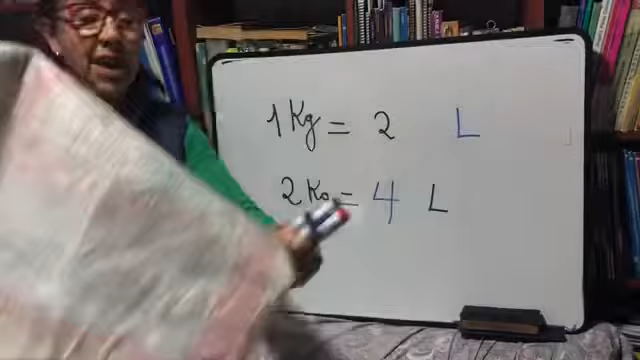 1 Kg = 2 L
2 Kg = 4 L